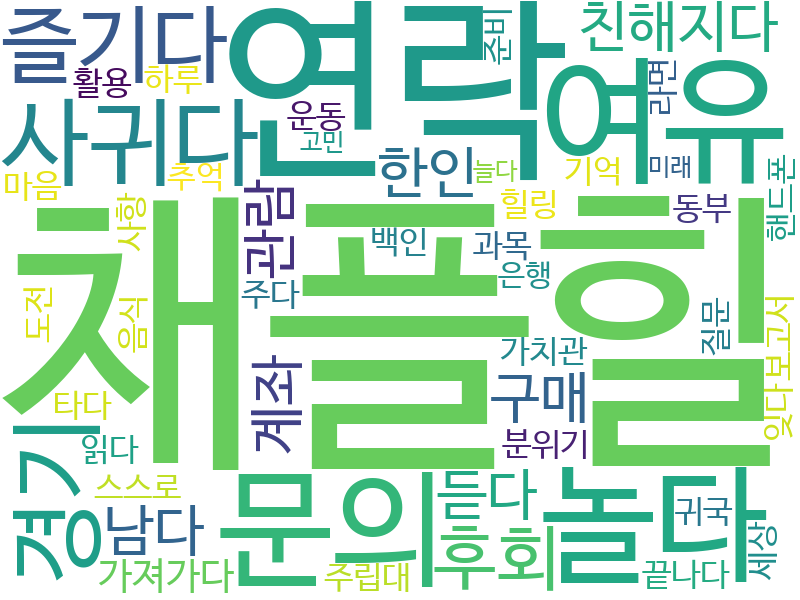 즐기다
연락
준비
친해지다
활용
하루
사귀다
운동
고민
여유
라면
한인
늘다
기억
미래
마음
추억
사항
관람
백인
힐링
과목
동부
핸드폰
채플힐
주다
은행
도전
음식
가치관
질문
보고서
계좌
구매
잊다
타다
분위기
경기
읽다
스스로
남다
문의
듣다
후회
놀다
귀국
세상
가져가다
주립대
끝나다